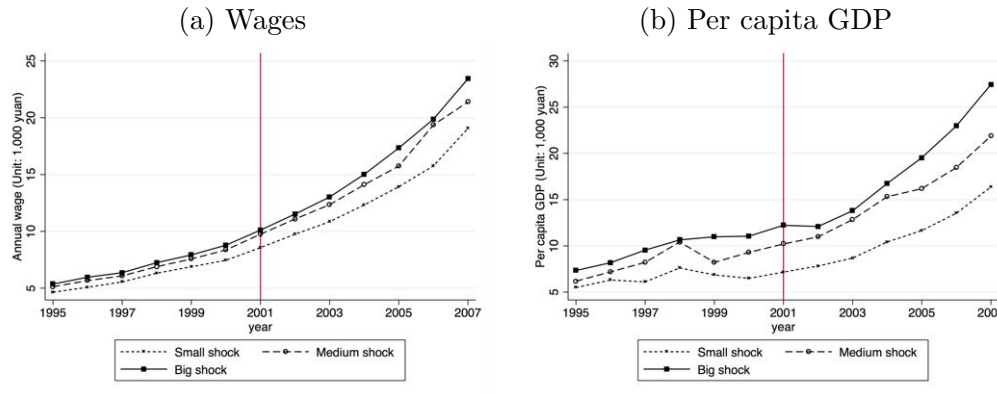 (a) Wages
Annual wage (Unit: 1,000 yuan)
25
20
15
10
5
1995
1997
1999
2001
2003
2005
2007
year
Small shock
Medium shock
Big shock
(b) Per capita GDP
Per capita GDP (Unit: 1,000 yuan)
30
25
20
15
10
5
1995
1997
1999
2001
2003
2005
year
Small shock
Medium shock
Big shock